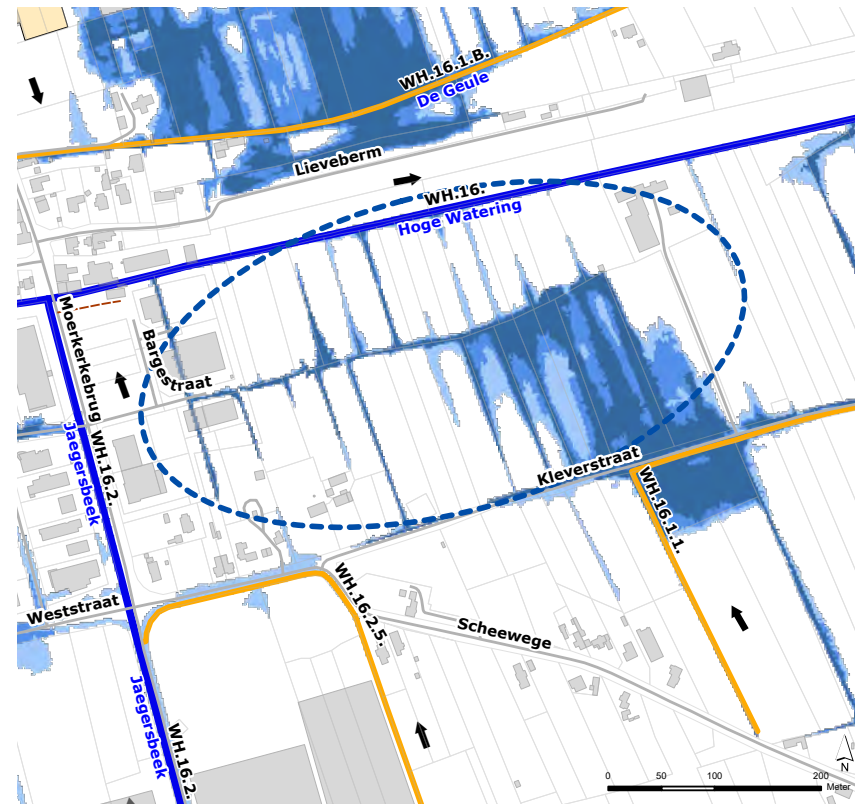 WH.16.1.B.
De Geule
Lieveberm
WH.16.
Hoge Watering
Moerkerkebrug
Bargestraat
WH.16.2.
Jaegersbeek
Kleverstraat
WH.16.1.1.
Weststraat
WH.16.2.5.
Scheewege
Jaegersbeek
WH.16.2.
N
0 50 100 200
Meter